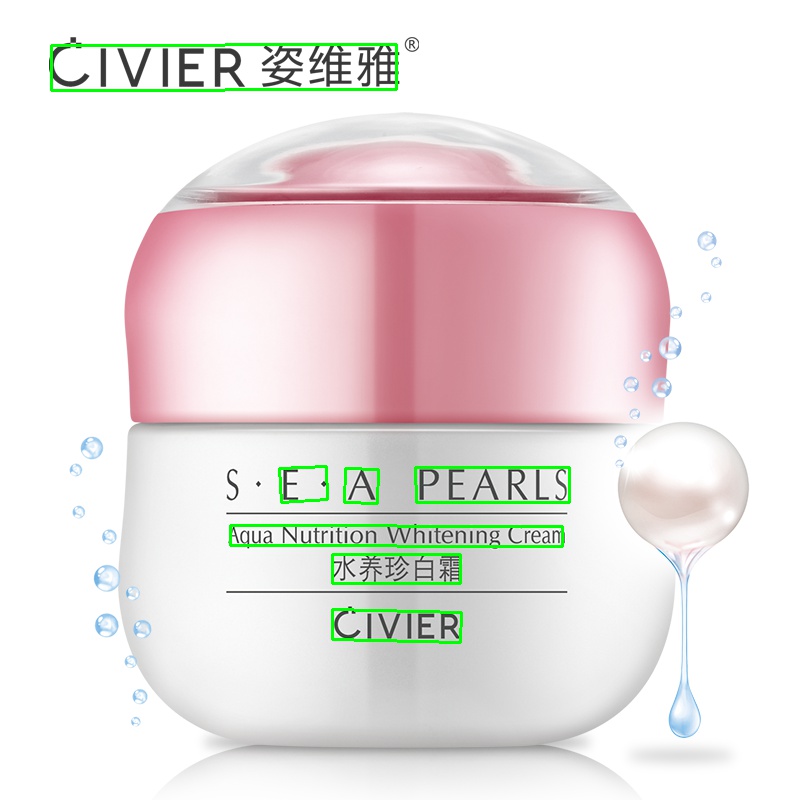 CIVIER 姿维雅®
S·E·A PEARLS
Aqua Nutrition Whitening Cream
水养珍白霜
CIVIER